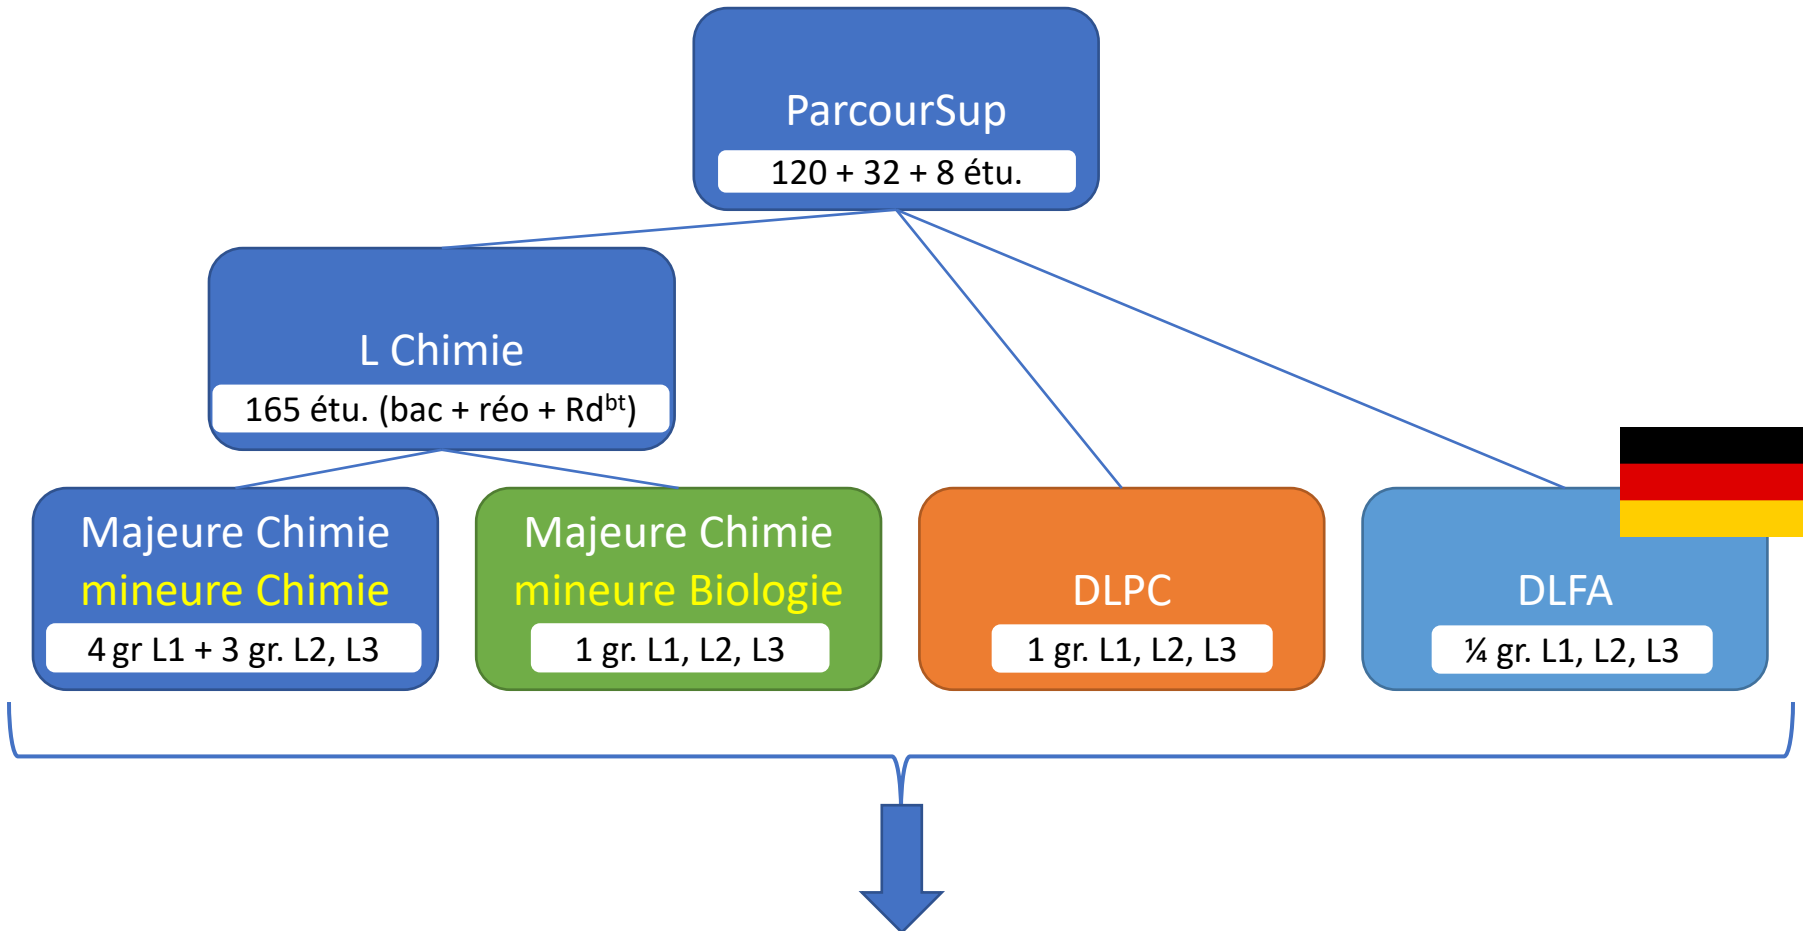 ParcourSup
120 + 32 + 8 étu.
L Chimie
165 étu. (bac + réo + Rdᵇᵗ)
Majeure Chimie
mineure Chimie
4 gr L1 + 3 gr. L2, L3
Majeure Chimie
mineure Biologie
1 gr. L1, L2, L3
DLPC
1 gr. L1, L2, L3
DLFA
¼ gr. L1, L2, L3